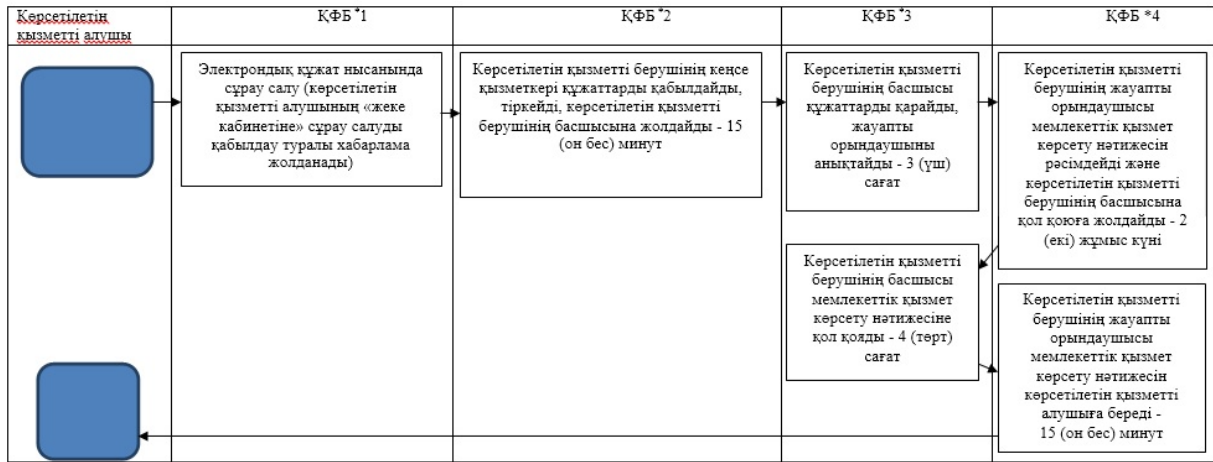 Көрсетілетін
қызметті алушы
ҚФБ *1
ҚФБ *2
ҚФБ *3
ҚФБ *4
Электрондық құжат нысанында
сұрау салу (көрсетілетін
қызметті алушының «жеке
кабинетіне» сұрау салуды
қабылдау туралы хабарлама
жолданады)
Көрсетілетін қызметті берушінің кеңсе
қызметкері құжаттарды қабылдайды,
тіркейді, көрсетілетін қызметті
берушінің басшысына жолдайды - 15
(он бес) минут
Көрсетілетін қызметті
берушінің басшысы
құжаттарды қарайды,
жауапты
орындаушыны
анықтайды - 3 (үш)
сағат
Көрсетілетін қызметті
берушінің жауапты
орындаушысы
мемлекеттік қызмет
көрсету нәтижесін
рәсімдейді және
көрсетілетін қызметті
берушінің басшысына
қол қоюға жолдайды - 2
(екі) жұмыс күні
Көрсетілетін қызметті
берушінің басшысы
мемлекеттік қызмет
көрсету нәтижесіне
қол қояды - 4 (төрт)
сағат
Көрсетілетін қызметті
берушінің жауапты
орындаушысы
мемлекеттік қызмет
көрсету нәтижесін
көрсетілетін қызметті
алушыға береді -
15 (он бес) минут